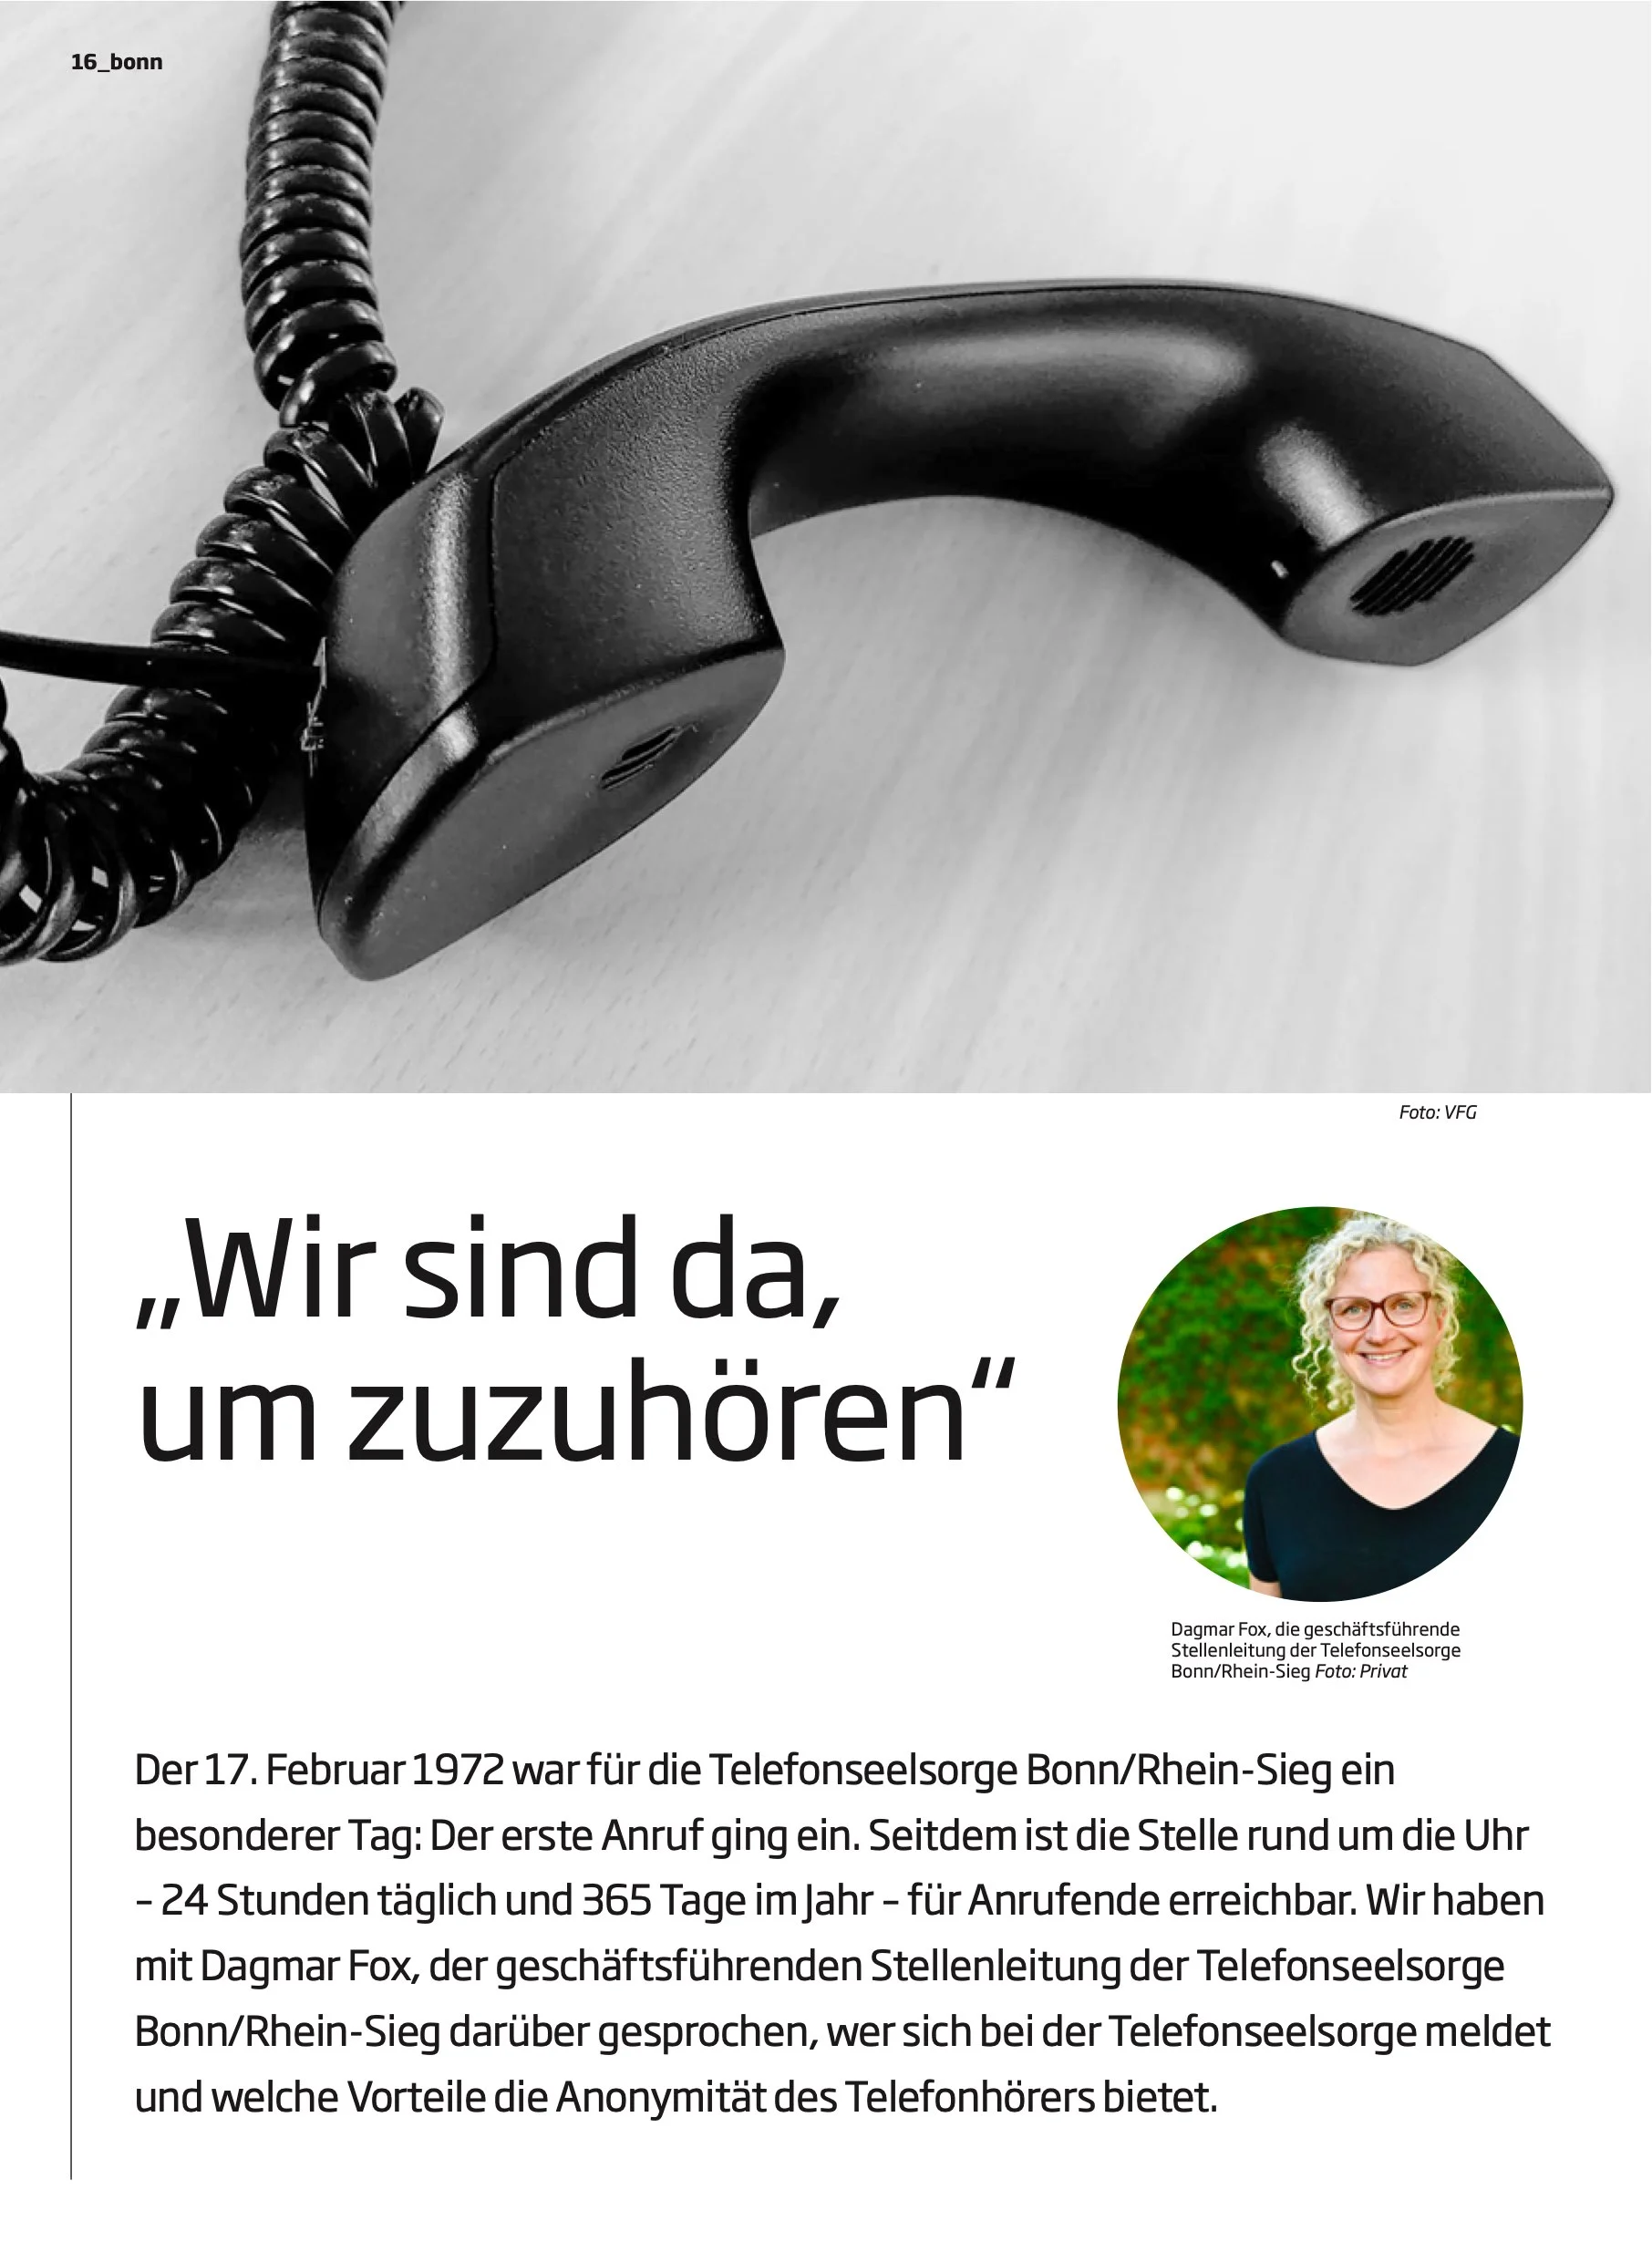 16_bonn
Foto: VFG
„Wir sind da,
um zuzuhören“
Dagmar Fox, die geschäftsführende
Stellenleitung der Telefonseelsorge
Bonn/Rhein-Sieg Foto: Privat
Der 17. Februar 1972 war für die Telefonseelsorge Bonn/Rhein-Sieg ein
besonderer Tag: Der erste Anruf ging ein. Seitdem ist die Stelle rund um die Uhr
– 24 Stunden täglich und 365 Tage im Jahr – für Anrufende erreichbar. Wir haben
mit Dagmar Fox, der geschäftsführenden Stellenleitung der Telefonseelsorge
Bonn/Rhein-Sieg darüber gesprochen, wer sich bei der Telefonseelsorge meldet
und welche Vorteile die Anonymität des Telefonhörers bietet.